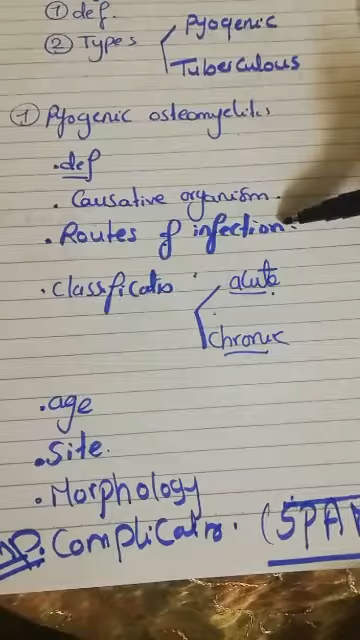 ① def.
② Types
Pyogenic
Tuberculous
① Pyogenic osteomyelitis
. def
. Causative organism.
. Routes of infection.
. Classificatio
acute
chronic
. age
. Site.
. Morphology
. Complicatio. (SPA